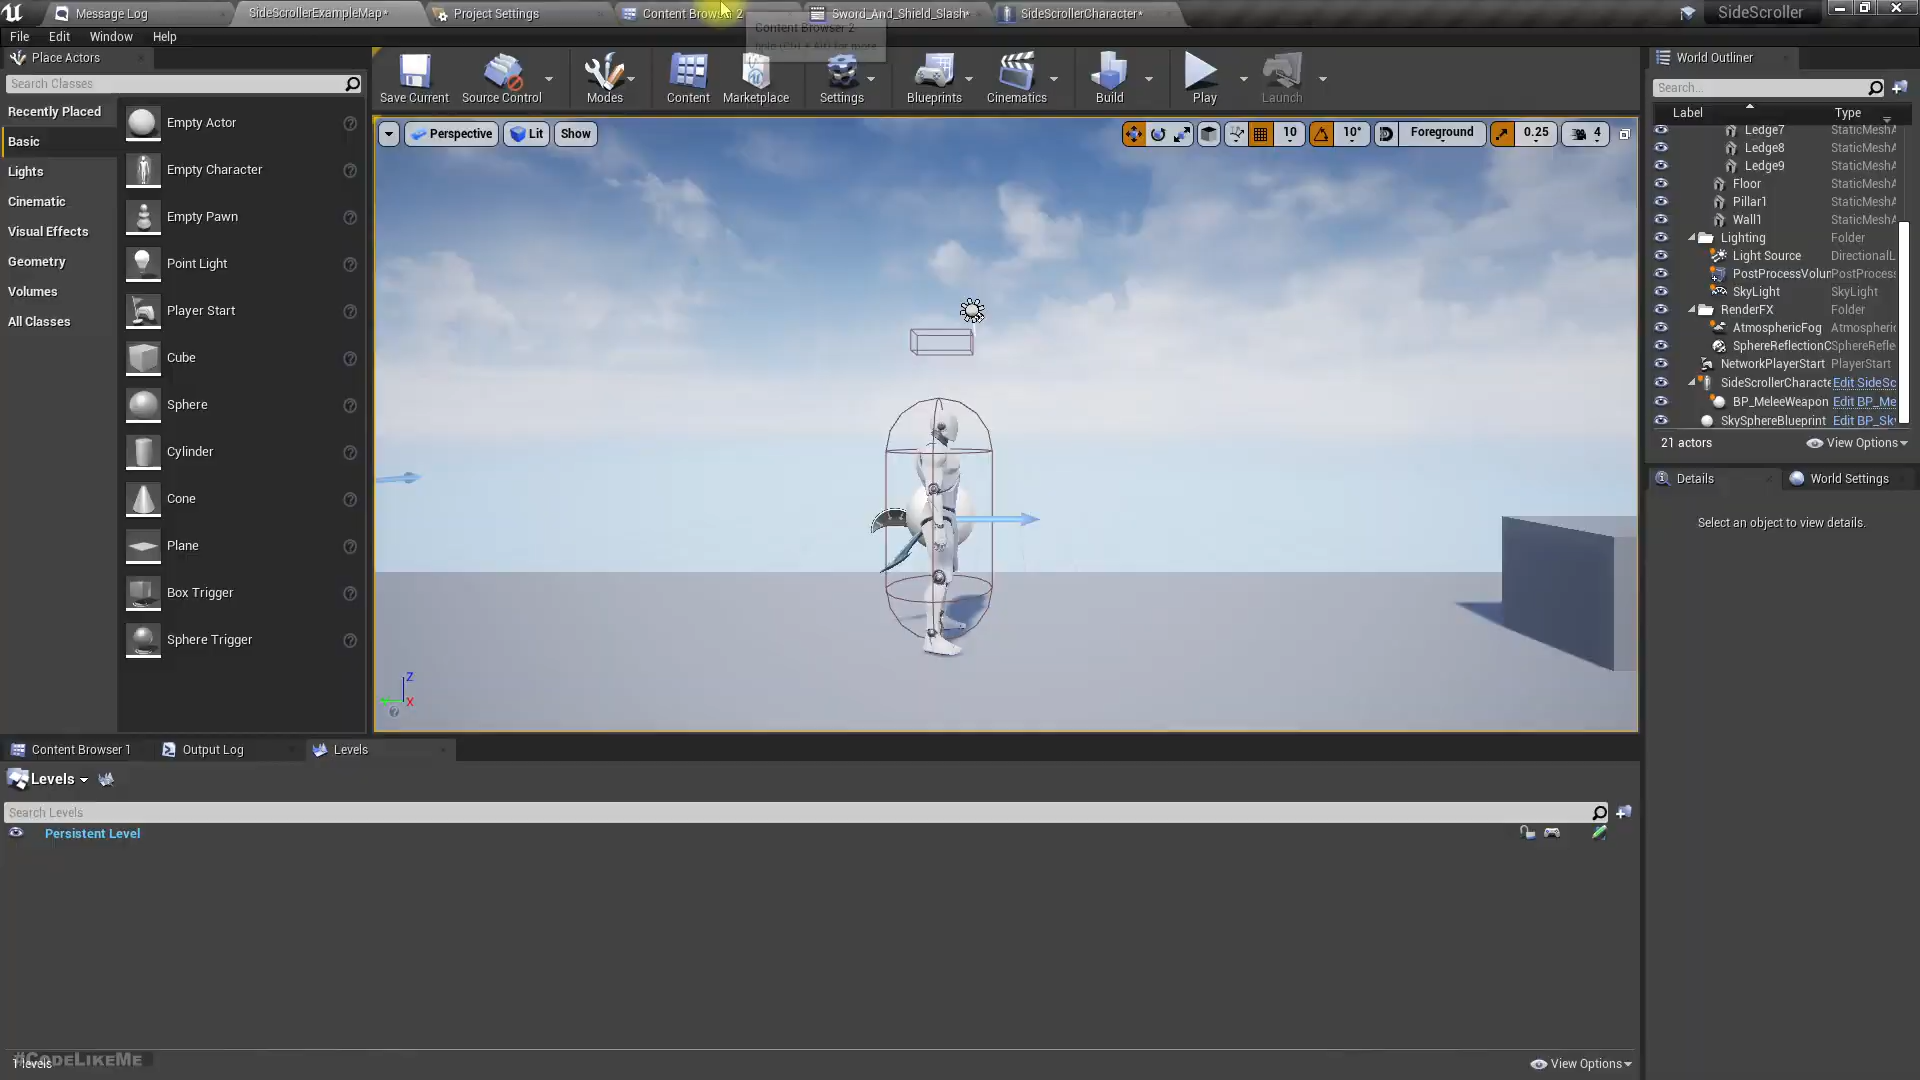 Message Log
SideScrollerExampleMap*
Project Settings
Content Browser 2
Sword_And_Shield_Slash*
SideScrollerCharacter*
SideScroller
File
Edit
Window
Help
Content Browser 2
Place Actors
Search Classes
Recently Placed
Basic
Lights
Cinematic
Visual Effects
Geometry
Volumes
All Classes
Empty Actor
Empty Character
Empty Pawn
Point Light
Player Start
Cube
Sphere
Cylinder
Cone
Plane
Box Trigger
Sphere Trigger
Save Current
Source Control
Modes
Content
Marketplace
Settings
Blueprints
Cinematics
Build
Play
Launch
Perspective
Lit
Show
10
10°
Foreground
0.25
4
Z
X
World Outliner
Search...
Label
Type
Ledge7 StaticMeshA
Ledge8 StaticMeshA
Ledge9 StaticMeshA
Floor StaticMeshA
Pillar1 StaticMeshA
Wall1 StaticMeshA
Lighting Folder
Light Source DirectionalL
PostProcessVolum PostProcess
SkyLight SkyLight
RenderFX Folder
AtmosphericFog Atmospheric
SphereReflectionC SphereRefle
NetworkPlayerStart PlayerStart
SideScrollerCharacte Edit SideSc
BP_MeleeWeapon Edit BP_Me
SkySphereBlueprint Edit BP_Sky
21 actors
View Options
Details
World Settings
Select an object to view details.
Content Browser 1
Output Log
Levels
Levels
Search Levels
Persistent Level
#CodeLikeMe
1 levels
View Options